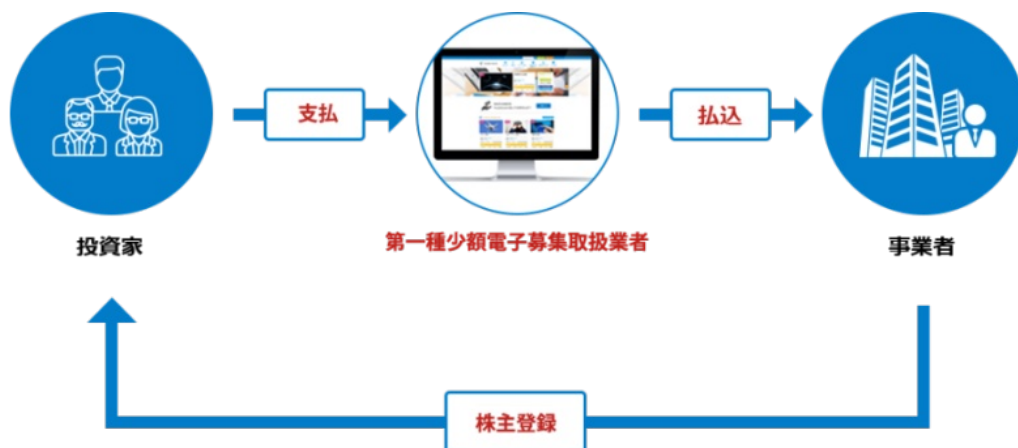 支払
払込
投資家
第一種少額電子募集取扱業者
事業者
株主登録